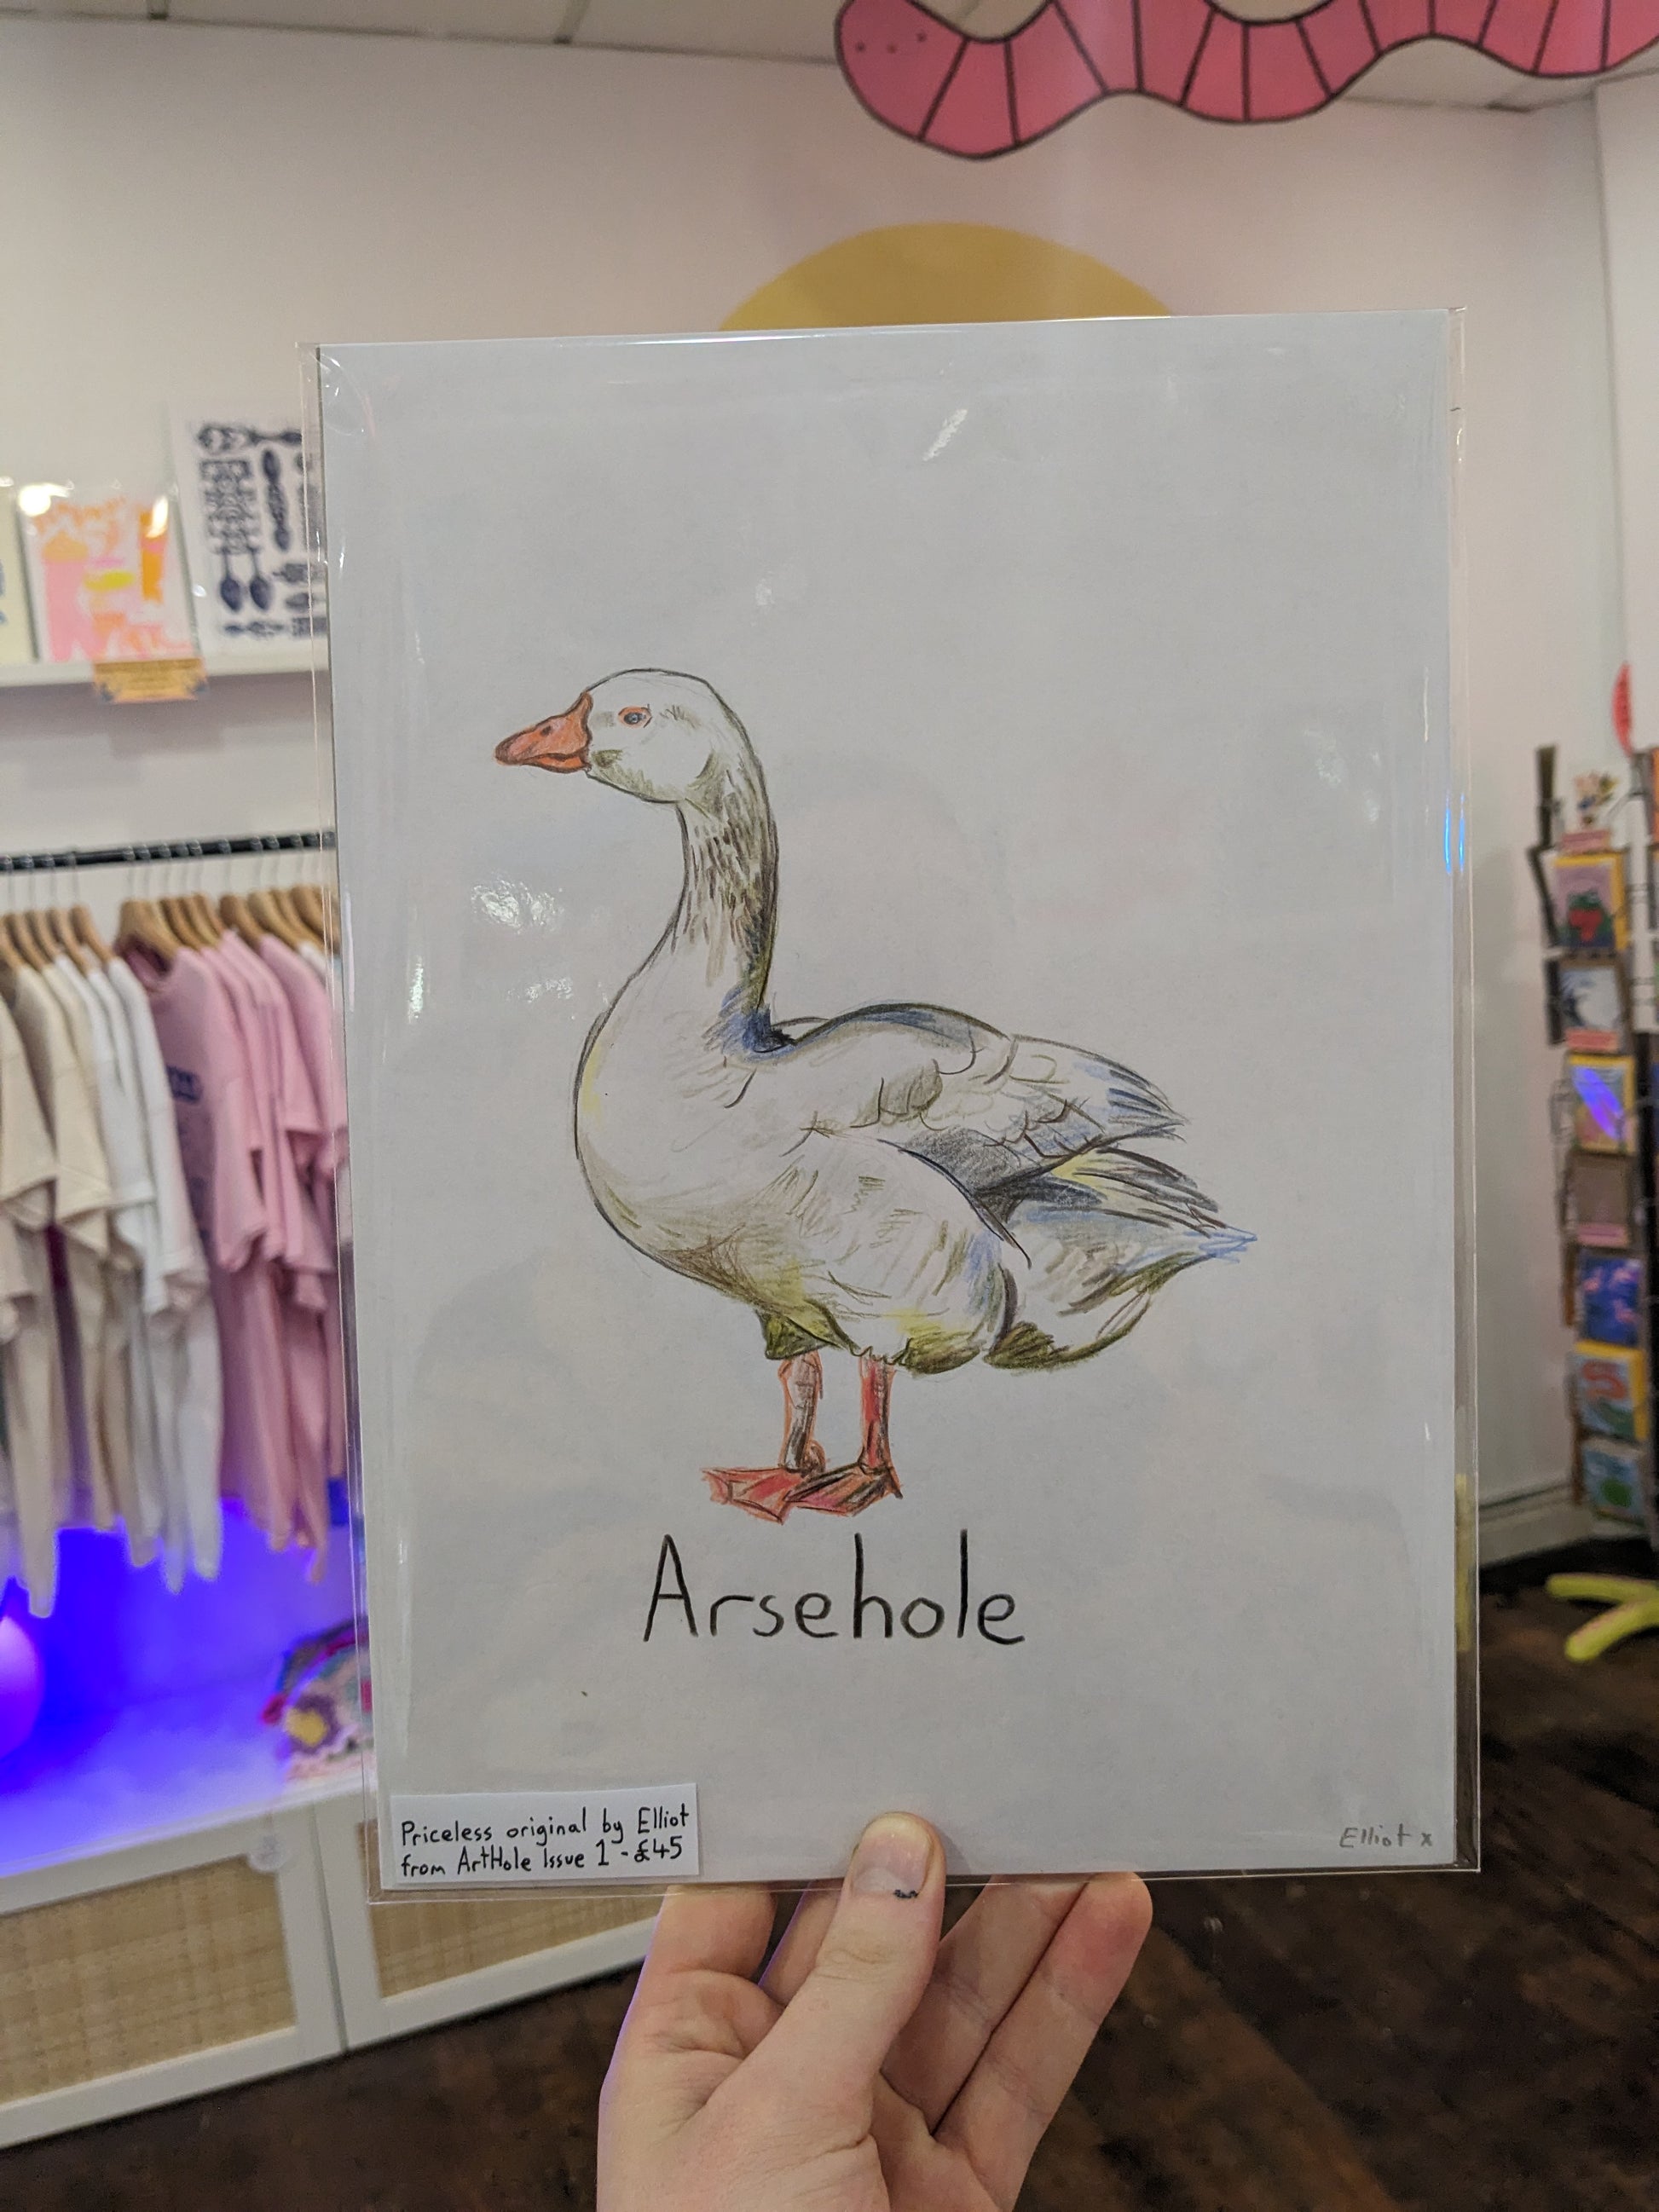 Arsehole
Priceless original by Elliot
from ArtHole Issue 1 - £45
Elliot x